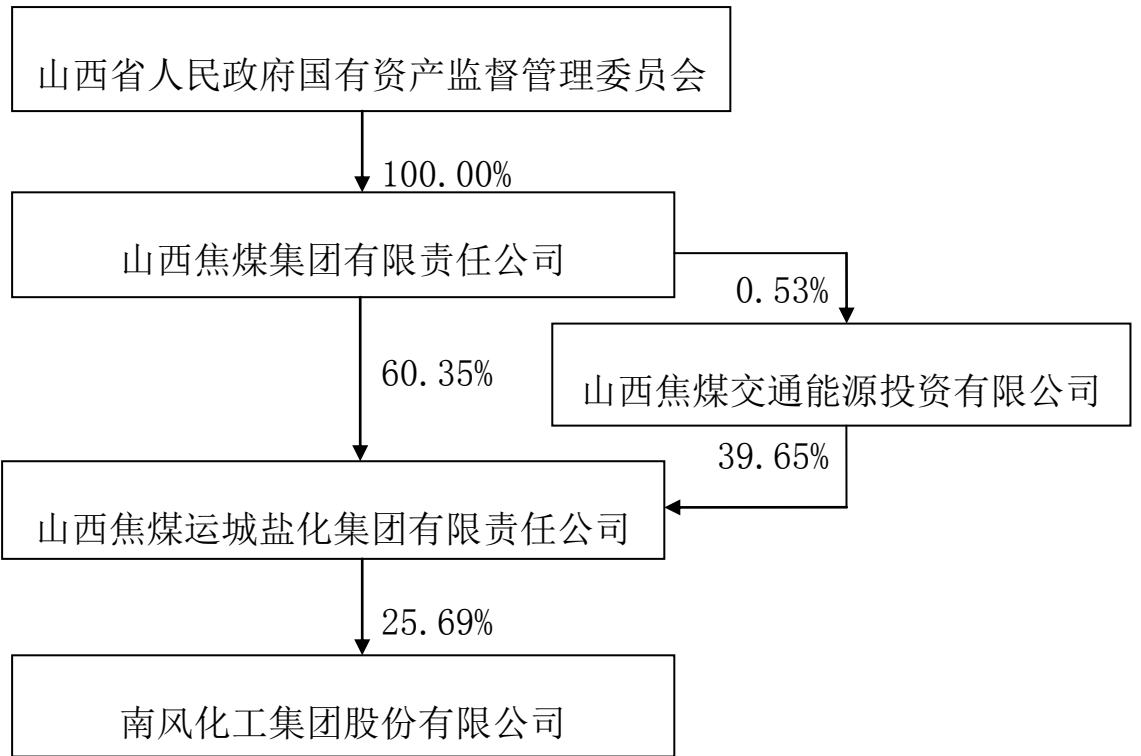 山西省人民政府国有资产监督管理委员会
100.00%
山西焦煤集团有限责任公司
0.53%
60.35%
山西焦煤交通能源投资有限公司
39.65%
山西焦煤运城盐化集团有限责任公司
25.69%
南风化工集团股份有限公司